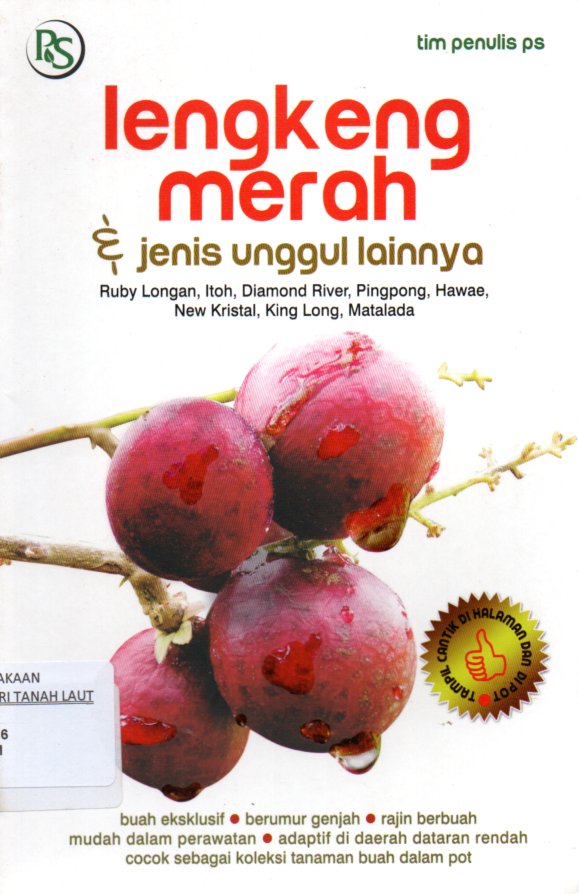 PS
tim penulis ps
lengkeng
merah
& jenis unggul lainnya
Ruby Longan, Itoh, Diamond River, Pingpong, Hawae,
New Kristal, King Long, Matalada
TAMPIL CANTIK DI HALAMAN DAN DI POT
AKAAN
RI TANAH LAUT
6
buah eksklusif ● berumur genjah ● rajin berbuah
mudah dalam perawatan ● adaptif di daerah dataran rendah
cocok sebagai koleksi tanaman buah dalam pot